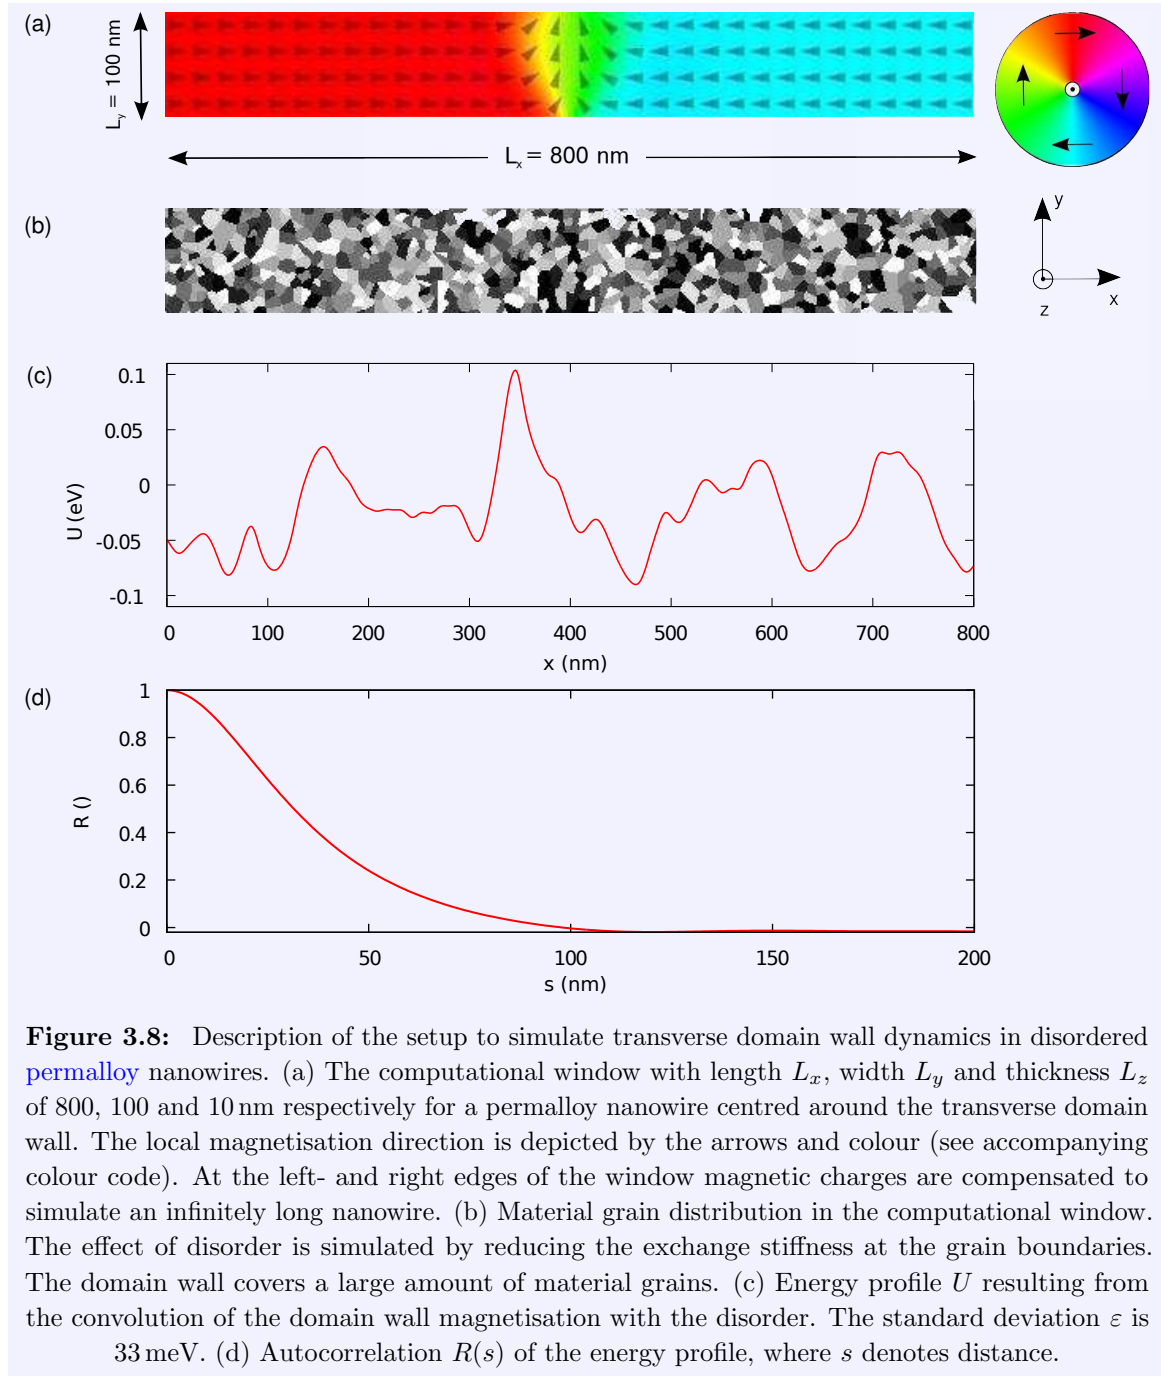 (a)
L_y = 100 nm
L_x = 800 nm
(b)
y
x
z
(c)
0.1
0.05
0
-0.05
-0.1
U (eV)
0 100 200 300 400 500 600 700 800
x (nm)
(d)
1
0.8
0.6
0.4
0.2
0
R ()
0 50 100 150 200
s (nm)
Figure 3.8: Description of the setup to simulate transverse domain wall dynamics in disordered
permalloy nanowires. (a) The computational window with length L_x, width L_y and thickness L_z
of 800, 100 and 10 nm respectively for a permalloy nanowire centred around the transverse domain
wall. The local magnetisation direction is depicted by the arrows and colour (see accompanying
colour code). At the left- and right edges of the window magnetic charges are compensated to
simulate an infinitely long nanowire. (b) Material grain distribution in the computational window.
The effect of disorder is simulated by reducing the exchange stiffness at the grain boundaries.
The domain wall covers a large amount of material grains. (c) Energy profile U resulting from
the convolution of the domain wall magnetisation with the disorder. The standard deviation ε is
33 meV. (d) Autocorrelation R(s) of the energy profile, where s denotes distance.